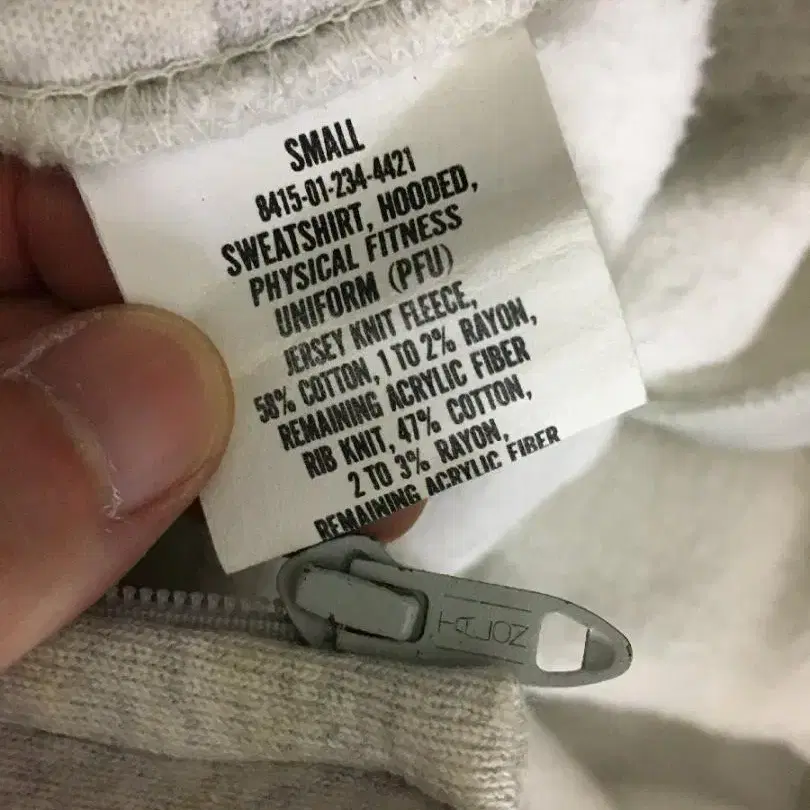 SMALL
8415-01-234-4421
SWEATSHIRT, HOODED,
PHYSICAL FITNESS
UNIFORM (PFU)
JERSEY KNIT FLEECE,
58% COTTON, 1 TO 2% RAYON,
REMAINING ACRYLIC FIBER
RIB KNIT, 47% COTTON,
2 TO 3% RAYON,
REMAINING ACRYLIC FIBER
TALON